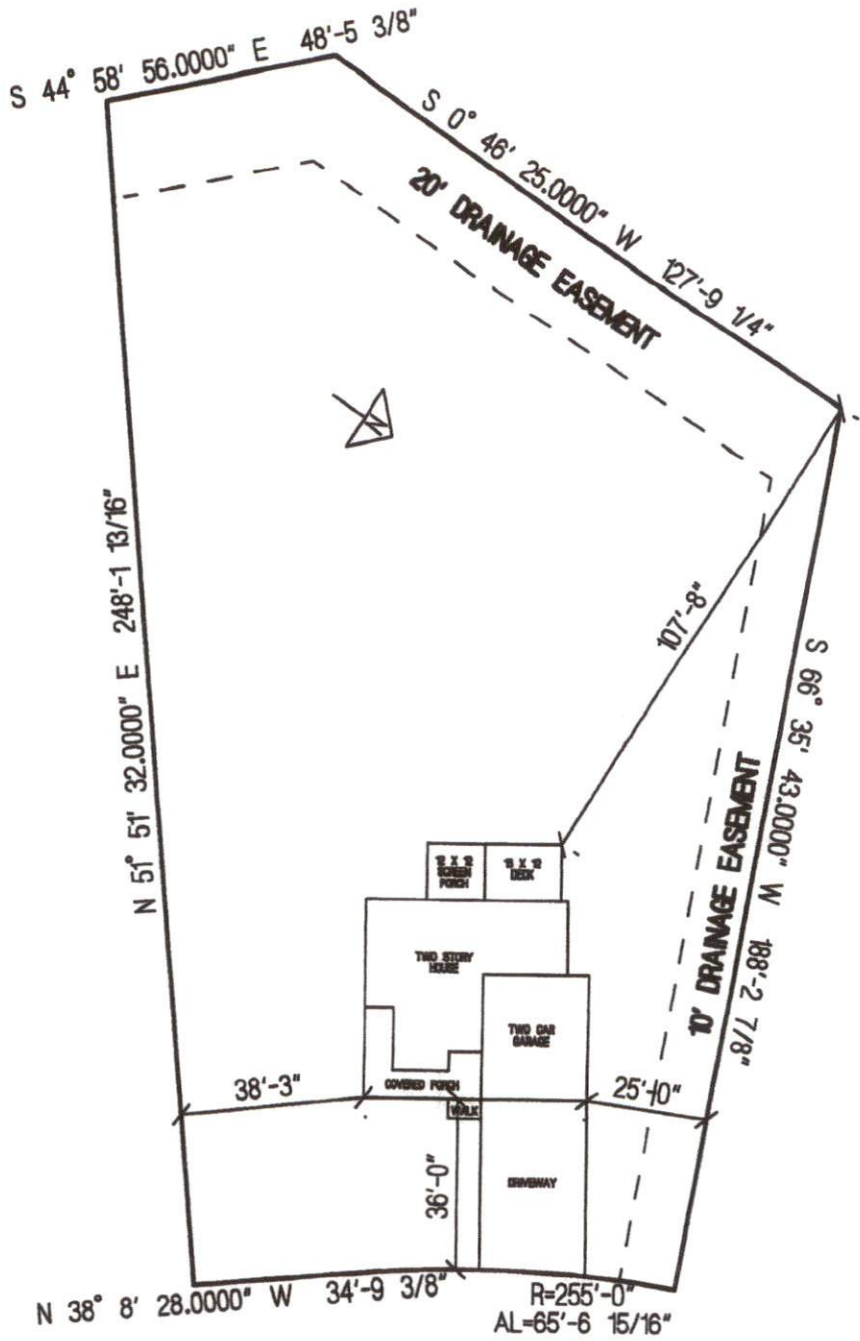 S 44° 58' 56.0000" E 48'-5 3/8"
S 0° 46' 25.0000" W 127'-9 1/4"
20' DRAINAGE EASEMENT
N
N 51° 51' 32.0000" E 248'-1 13/16"
107'-8"
S 66° 35' 43.0000" W 188'-2 7/8"
10' DRAINAGE EASEMENT
12 X 12
SCREEN
PORCH
DECK
TWO STORY
HOUSE
TWO CAR
GARAGE
COVERED PORCH
WALK
38'-3"
25'-0"
36'-0"
DRIVEWAY
N 38° 8' 28.0000" W 34'-9 3/8"
R=255'-0"
AL=65'-6 15/16"